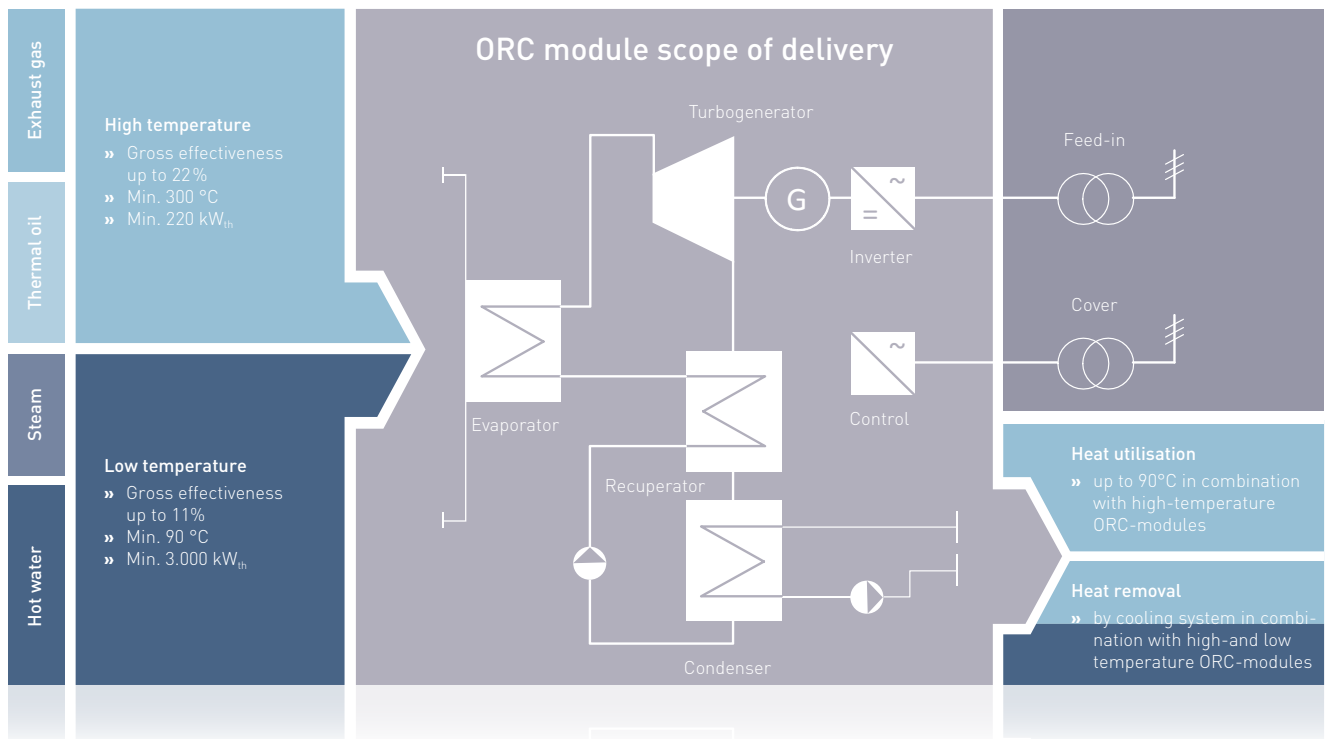 ORC module scope of delivery
Exhaust gas
Thermal oil
Steam
Hot water
High temperature
» Gross effectiveness
up to 22%
» Min. 300 °C
» Min. 220 kWth
Low temperature
» Gross effectiveness
up to 11%
» Min. 90 °C
» Min. 3.000 kWth
Turbogenerator
G
~
=
Inverter
Evaporator
~
Control
Recuperator
Condenser
Feed-in
Cover
Heat utilisation
» up to 90°C in combination
with high-temperature
ORC-modules
Heat removal
» by cooling system in combi-
nation with high-and low
temperature ORC-modules